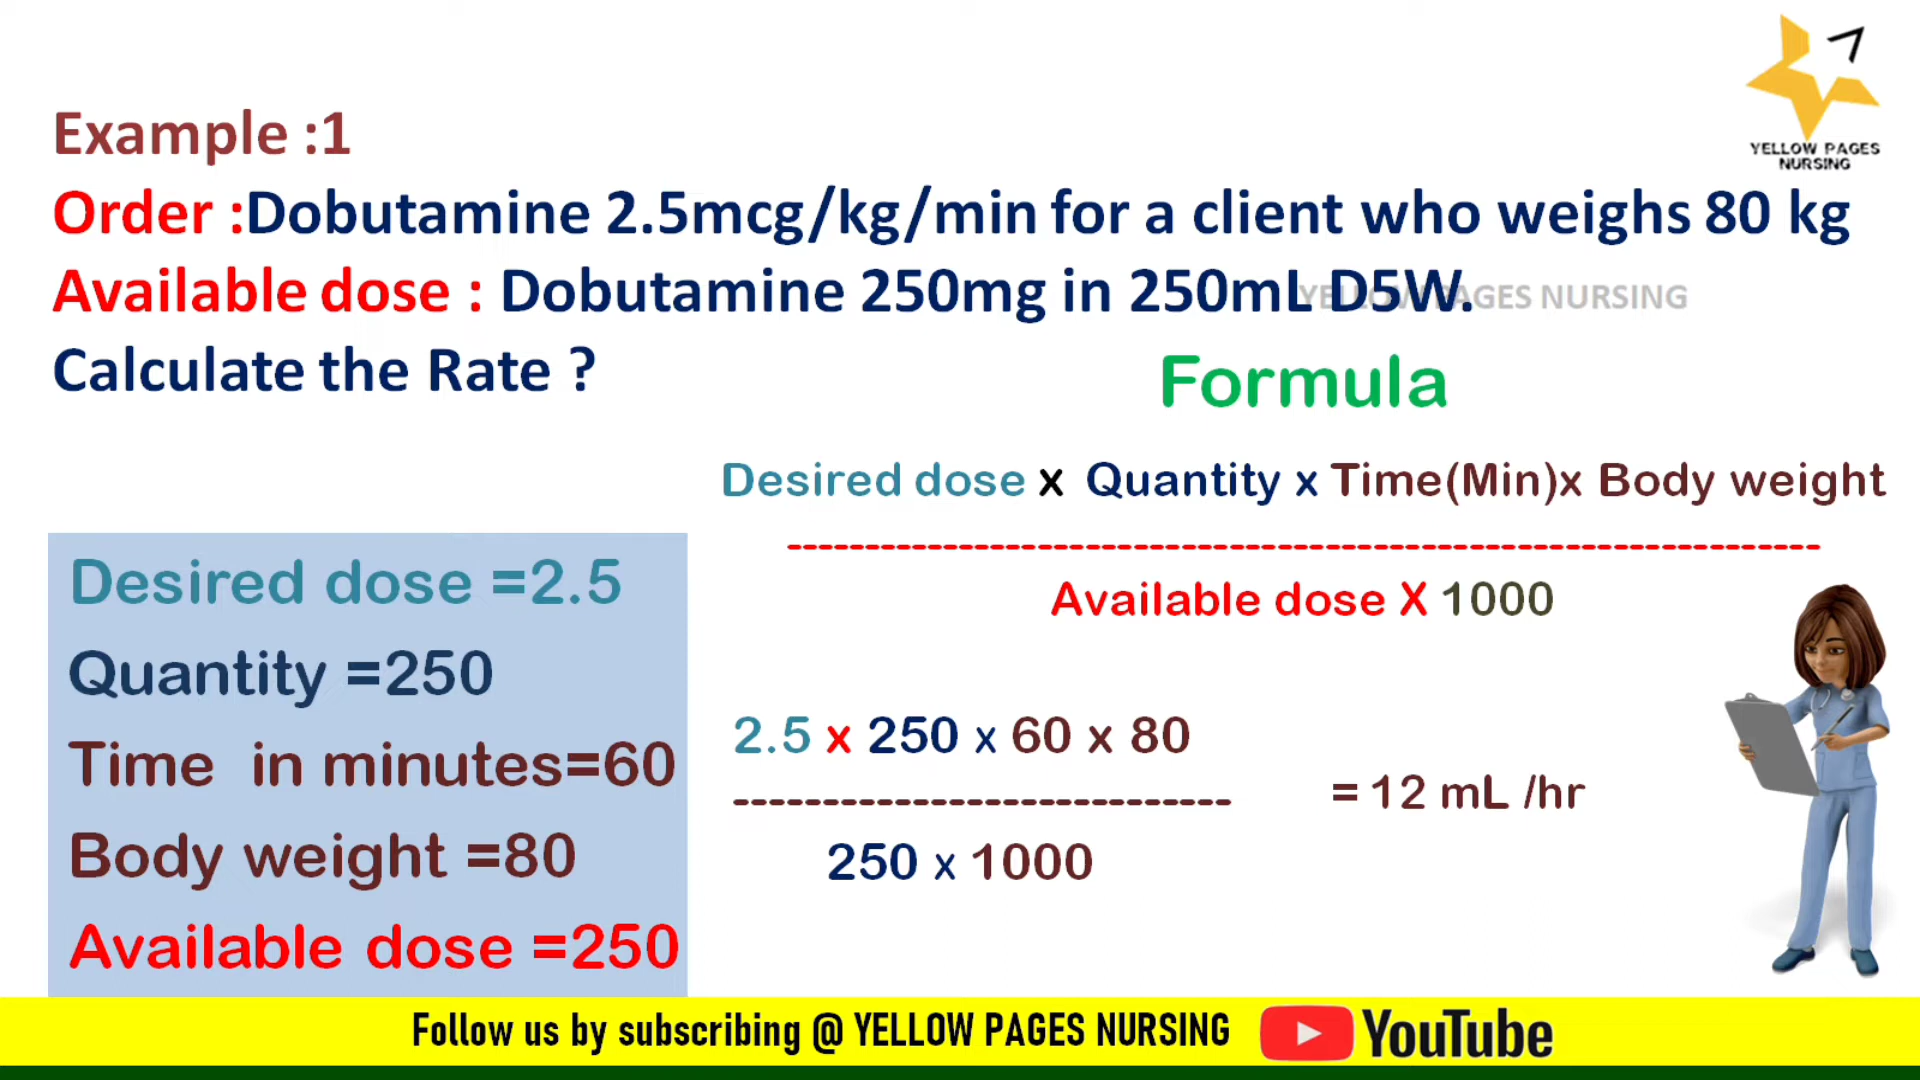 YELLOW PAGES
NURSING
Example :1
Order :Dobutamine 2.5mcg/kg/min for a client who weighs 80 kg
Available dose : Dobutamine 250mg in 250mL D5W.
YELLOW PAGES NURSING
Calculate the Rate ?
Formula
Desired dose x Quantity x Time(Min)x Body weight
--------------------------------------------------------------------
Available dose X 1000
Desired dose =2.5
Quantity =250
Time in minutes=60
Body weight =80
Available dose =250
2.5 x 250 x 60 x 80
----------------------------
250 x 1000
= 12 mL /hr
Follow us by subscribing @ YELLOW PAGES NURSING YouTube